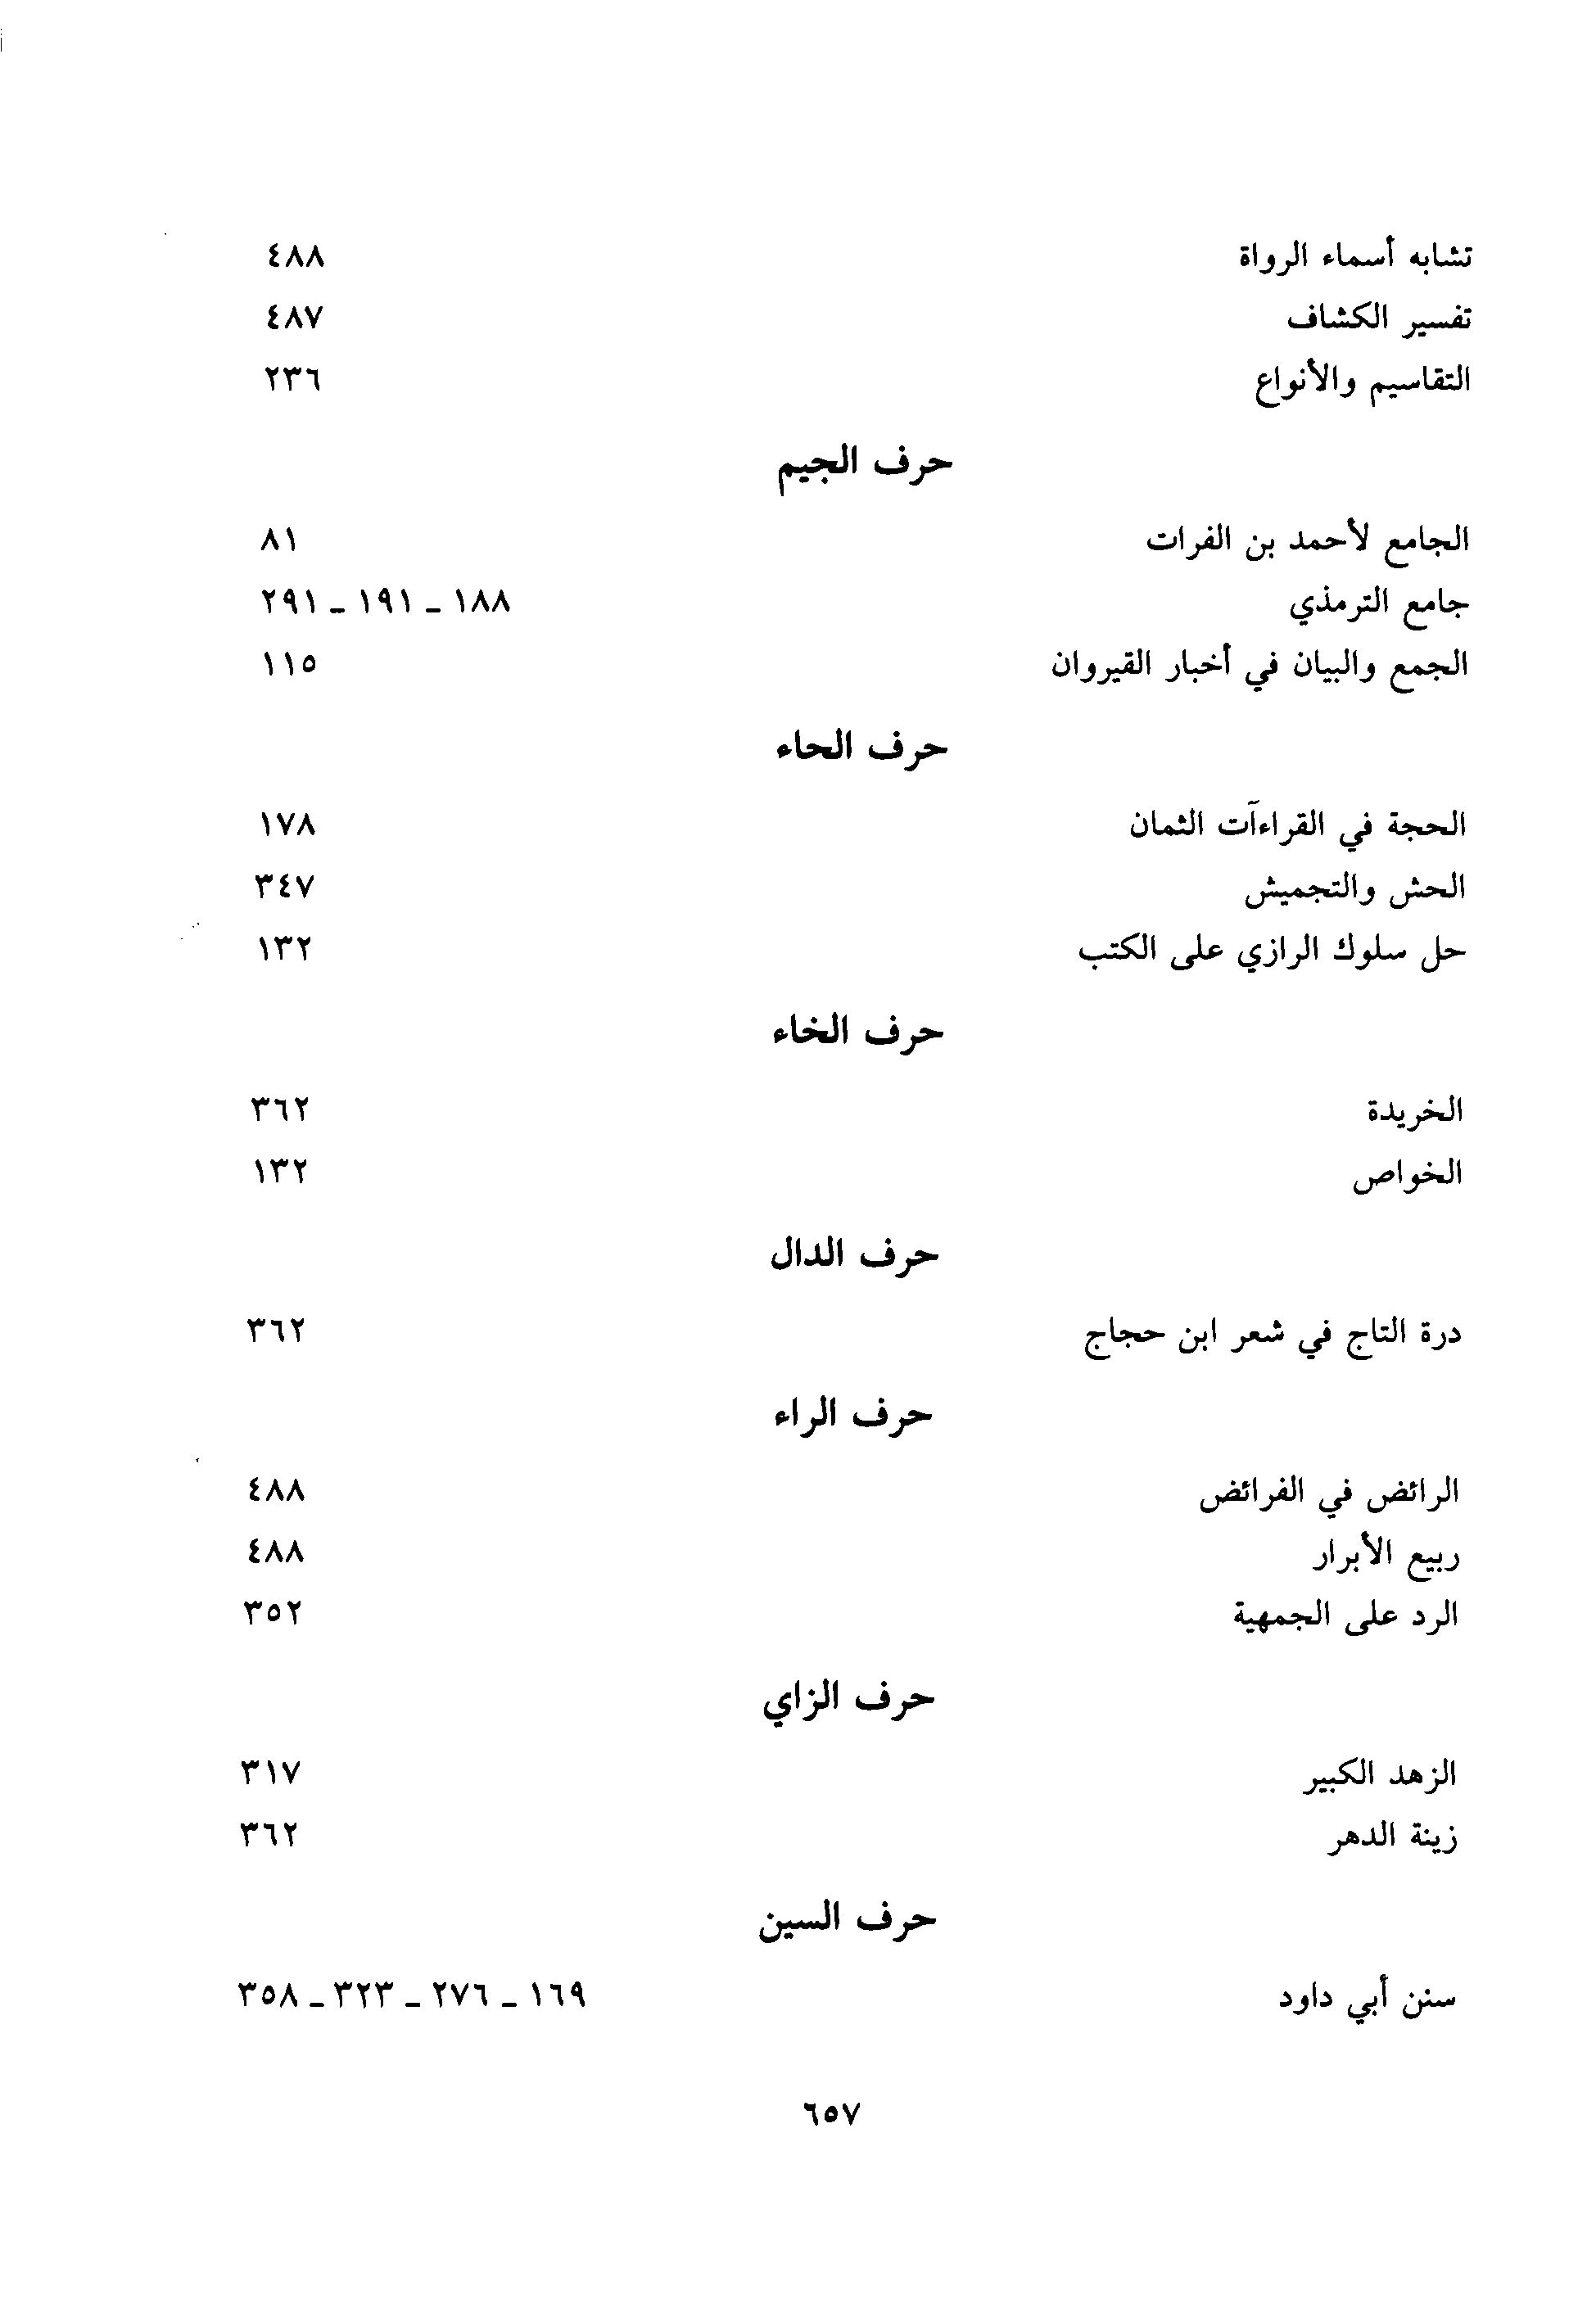 تشابه أسماء الرواة ٤٨٨
تفسير الكشاف ٤٨٧
التقاسيم والأنواع ٢٣٦
حرف الجيم
الجامع لأحمد بن الفرات ٨١
جامع الترمذي ١٨٨ - ١٩١ - ٢٩١
الجمع والبيان في أخبار القيروان ١١٥
حرف الحاء
الحجة في القراءآت الثمان ١٧٨
الحش والتجميش ٣٤٧
حل سلوك الرازي على الكتب ١٣٢
حرف الخاء
الخريدة ٣٦٢
الخواص ١٣٢
حرف الدال
درة التاج في شعر ابن حجاج ٣٦٢
حرف الراء
الرائض في الفرائض ٤٨٨
ربيع الأبرار ٤٨٨
الرد على الجمهية ٣٥٢
حرف الزاي
الزهد الكبير ٣١٧
زينة الدهر ٣٦٢
حرف السين
سنن أبي داود ١٦٩ - ٢٧٦ - ٣٢٣ - ٣٥٨
٦٥٧